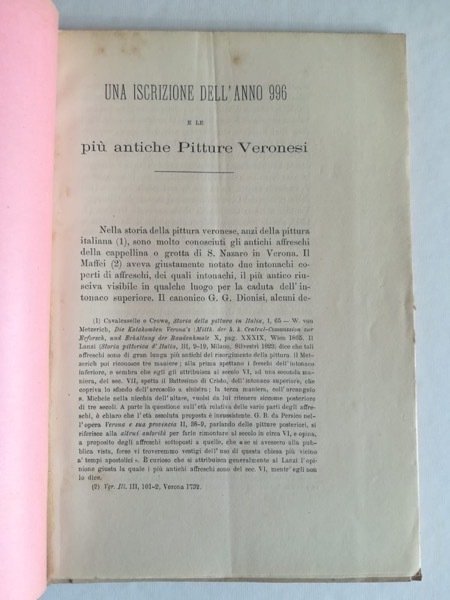 UNA ISCRIZIONE DELL'ANNO 996
E LE
più antiche Pitture Veronesi
Nella storia della pittura veronese, anzi della pittura
italiana (1), sono molto conosciuti gli antichi affreschi
della cappellina o grotta di S. Nazaro in Verona. Il
Maffei (2) aveva giustamente notato due intonachi co-
perti di affreschi, dei quali intonachi, il più antico riu-
sciva visibile in qualche luogo per la caduta dell'in-
tonaco superiore. Il canonico G. G. Dionisi, alcuni de-
(1) Cavalcaselle o Crowe, Storia della pittura in Italia, I, 65 — W. von
Metzerich, Die Katakomben Verona's (Mitth. der k. k. Central-Commission zur
Erforsch. und Erhaltung der Baudenkmale X, pag. XXXIX, Wien 1865. Il
Lanzi (Storia pittorica d'Italia, III, 9-19, Milano, Silvestri 1823; dice che tali
affreschi sono di gran lunga più antichi del risorgimento della pittura. Il Met-
zerich poi riconosce tre maniere; alla prima spettano i freschi dell'intonaco
inferiore, e sembra che egli gli attribuisca al secolo VI, ad una seconda manie-
ra, del sec. VII, spetta il Battesimo di Cristo, dell'intonaco superiore, che
copriva lo sfondo dell'arcosolio a sinistra; la terza maniera, cell'arcangelo
s. Michele nella nicchia dell'altare, vuolsi da lui rimera siccome posteriore
di tre secoli. A parte la questione sull'età relativa delle varie parti degli affre-
schi, è chiaro che l'età assoluta proposta è insussistente. G. B. da Persico nel-
l'opera Verona e sua provincia II, 38-9, parlando delle pitture posteriori, si
riferisce alla altrui autorità per farle rimontare al secolo in circa VI, e opina,
a proposito degli affreschi sottoposti a quelle, che « se si avessero alla pub-
blica vista, forse vi troveremmo vestigi dell'uso di questa chiesa più vicino
a' tempi apostolici ». È curioso che si attribuisca generalmente al Lanzi l'opi-
nione giusta la quale i più antichi affreschi sono del sec. VI, mentr'egli non
lo dice.
(2) Ver. Ill. III, 101-2, Verona 1732.